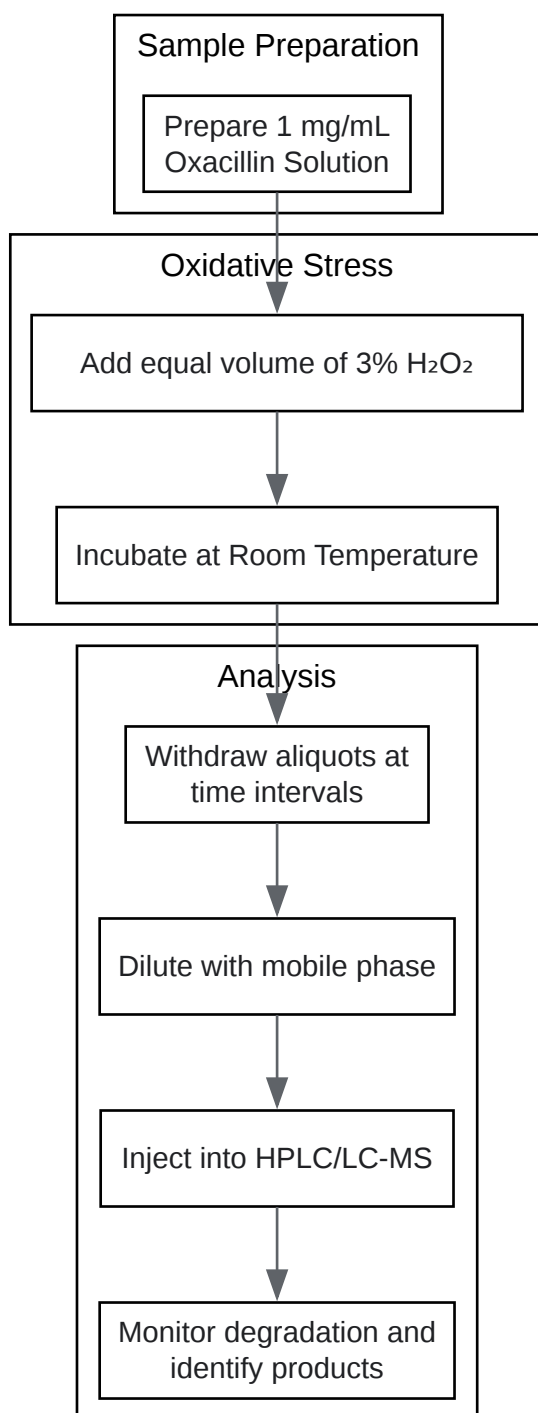 Sample Preparation
Prepare 1 mg/mL
Oxacillin Solution
Oxidative Stress
Add equal volume of 3% H₂O₂
Incubate at Room Temperature
Analysis
Withdraw aliquots at
time intervals
Dilute with mobile phase
Inject into HPLC/LC-MS
Monitor degradation and
identify products